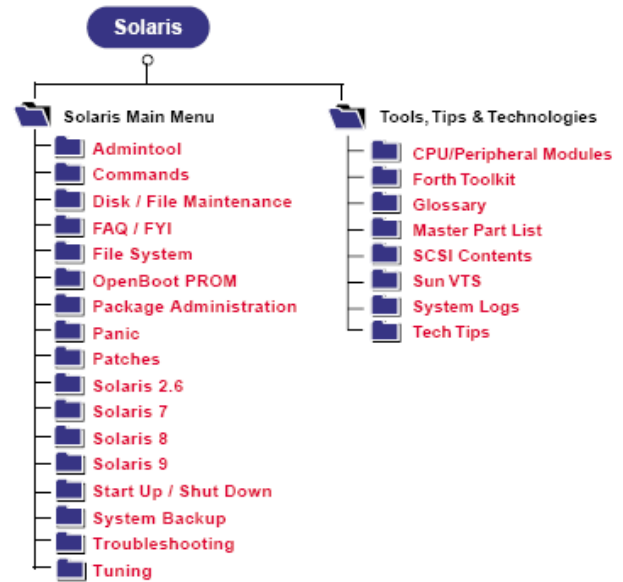 Solaris
Solaris Main Menu
Admintool
Commands
Disk / File Maintenance
FAQ / FYI
File System
OpenBoot PROM
Package Administration
Panic
Patches
Solaris 2.6
Solaris 7
Solaris 8
Solaris 9
Start Up / Shut Down
System Backup
Troubleshooting
Tuning
Tools, Tips & Technologies
CPU/Peripheral Modules
Forth Toolkit
Glossary
Master Part List
SCSI Contents
Sun VTS
System Logs
Tech Tips